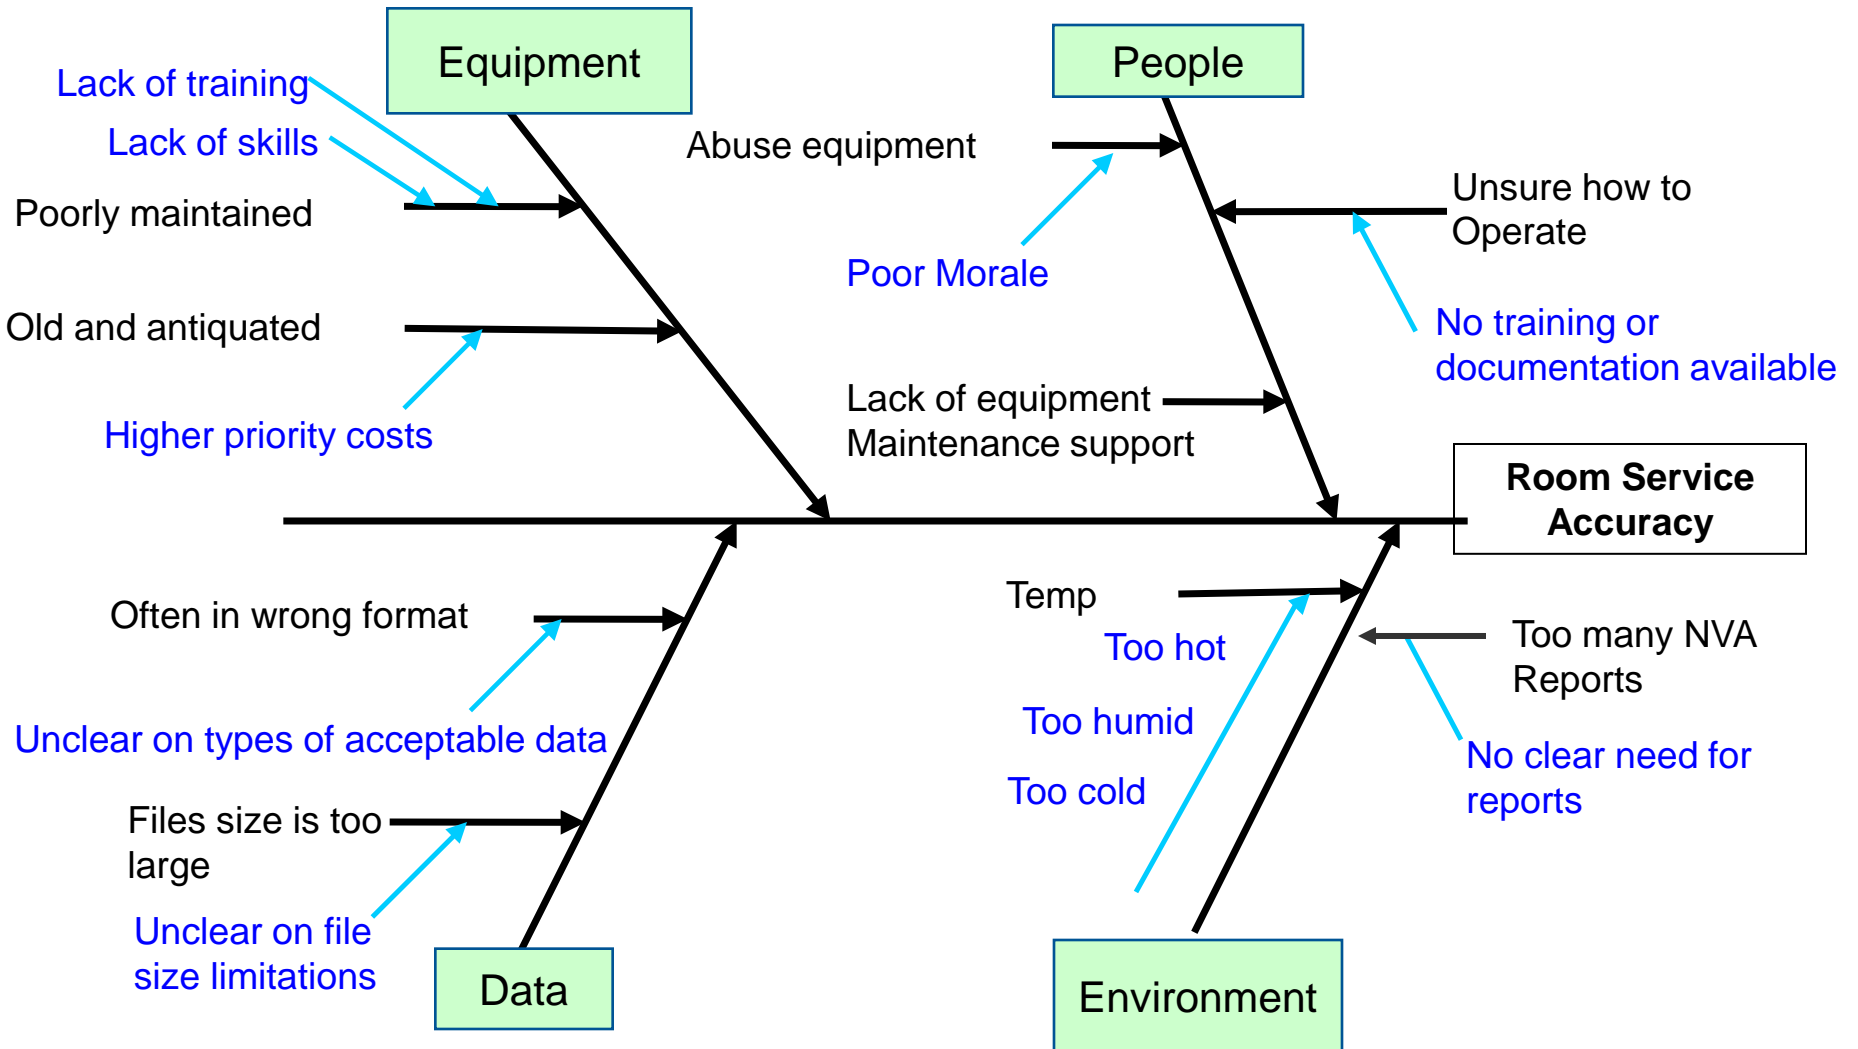 Equipment
People
Lack of training
Lack of skills
Poorly maintained
Old and antiquated
Higher priority costs
Abuse equipment
Poor Morale
Unsure how to
Operate
No training or
documentation available
Lack of equipment
Maintenance support
Room Service
Accuracy
Often in wrong format
Unclear on types of acceptable data
Files size is too
large
Unclear on file
size limitations
Data
Temp
Too hot
Too humid
Too cold
Too many NVA
Reports
No clear need for
reports
Environment